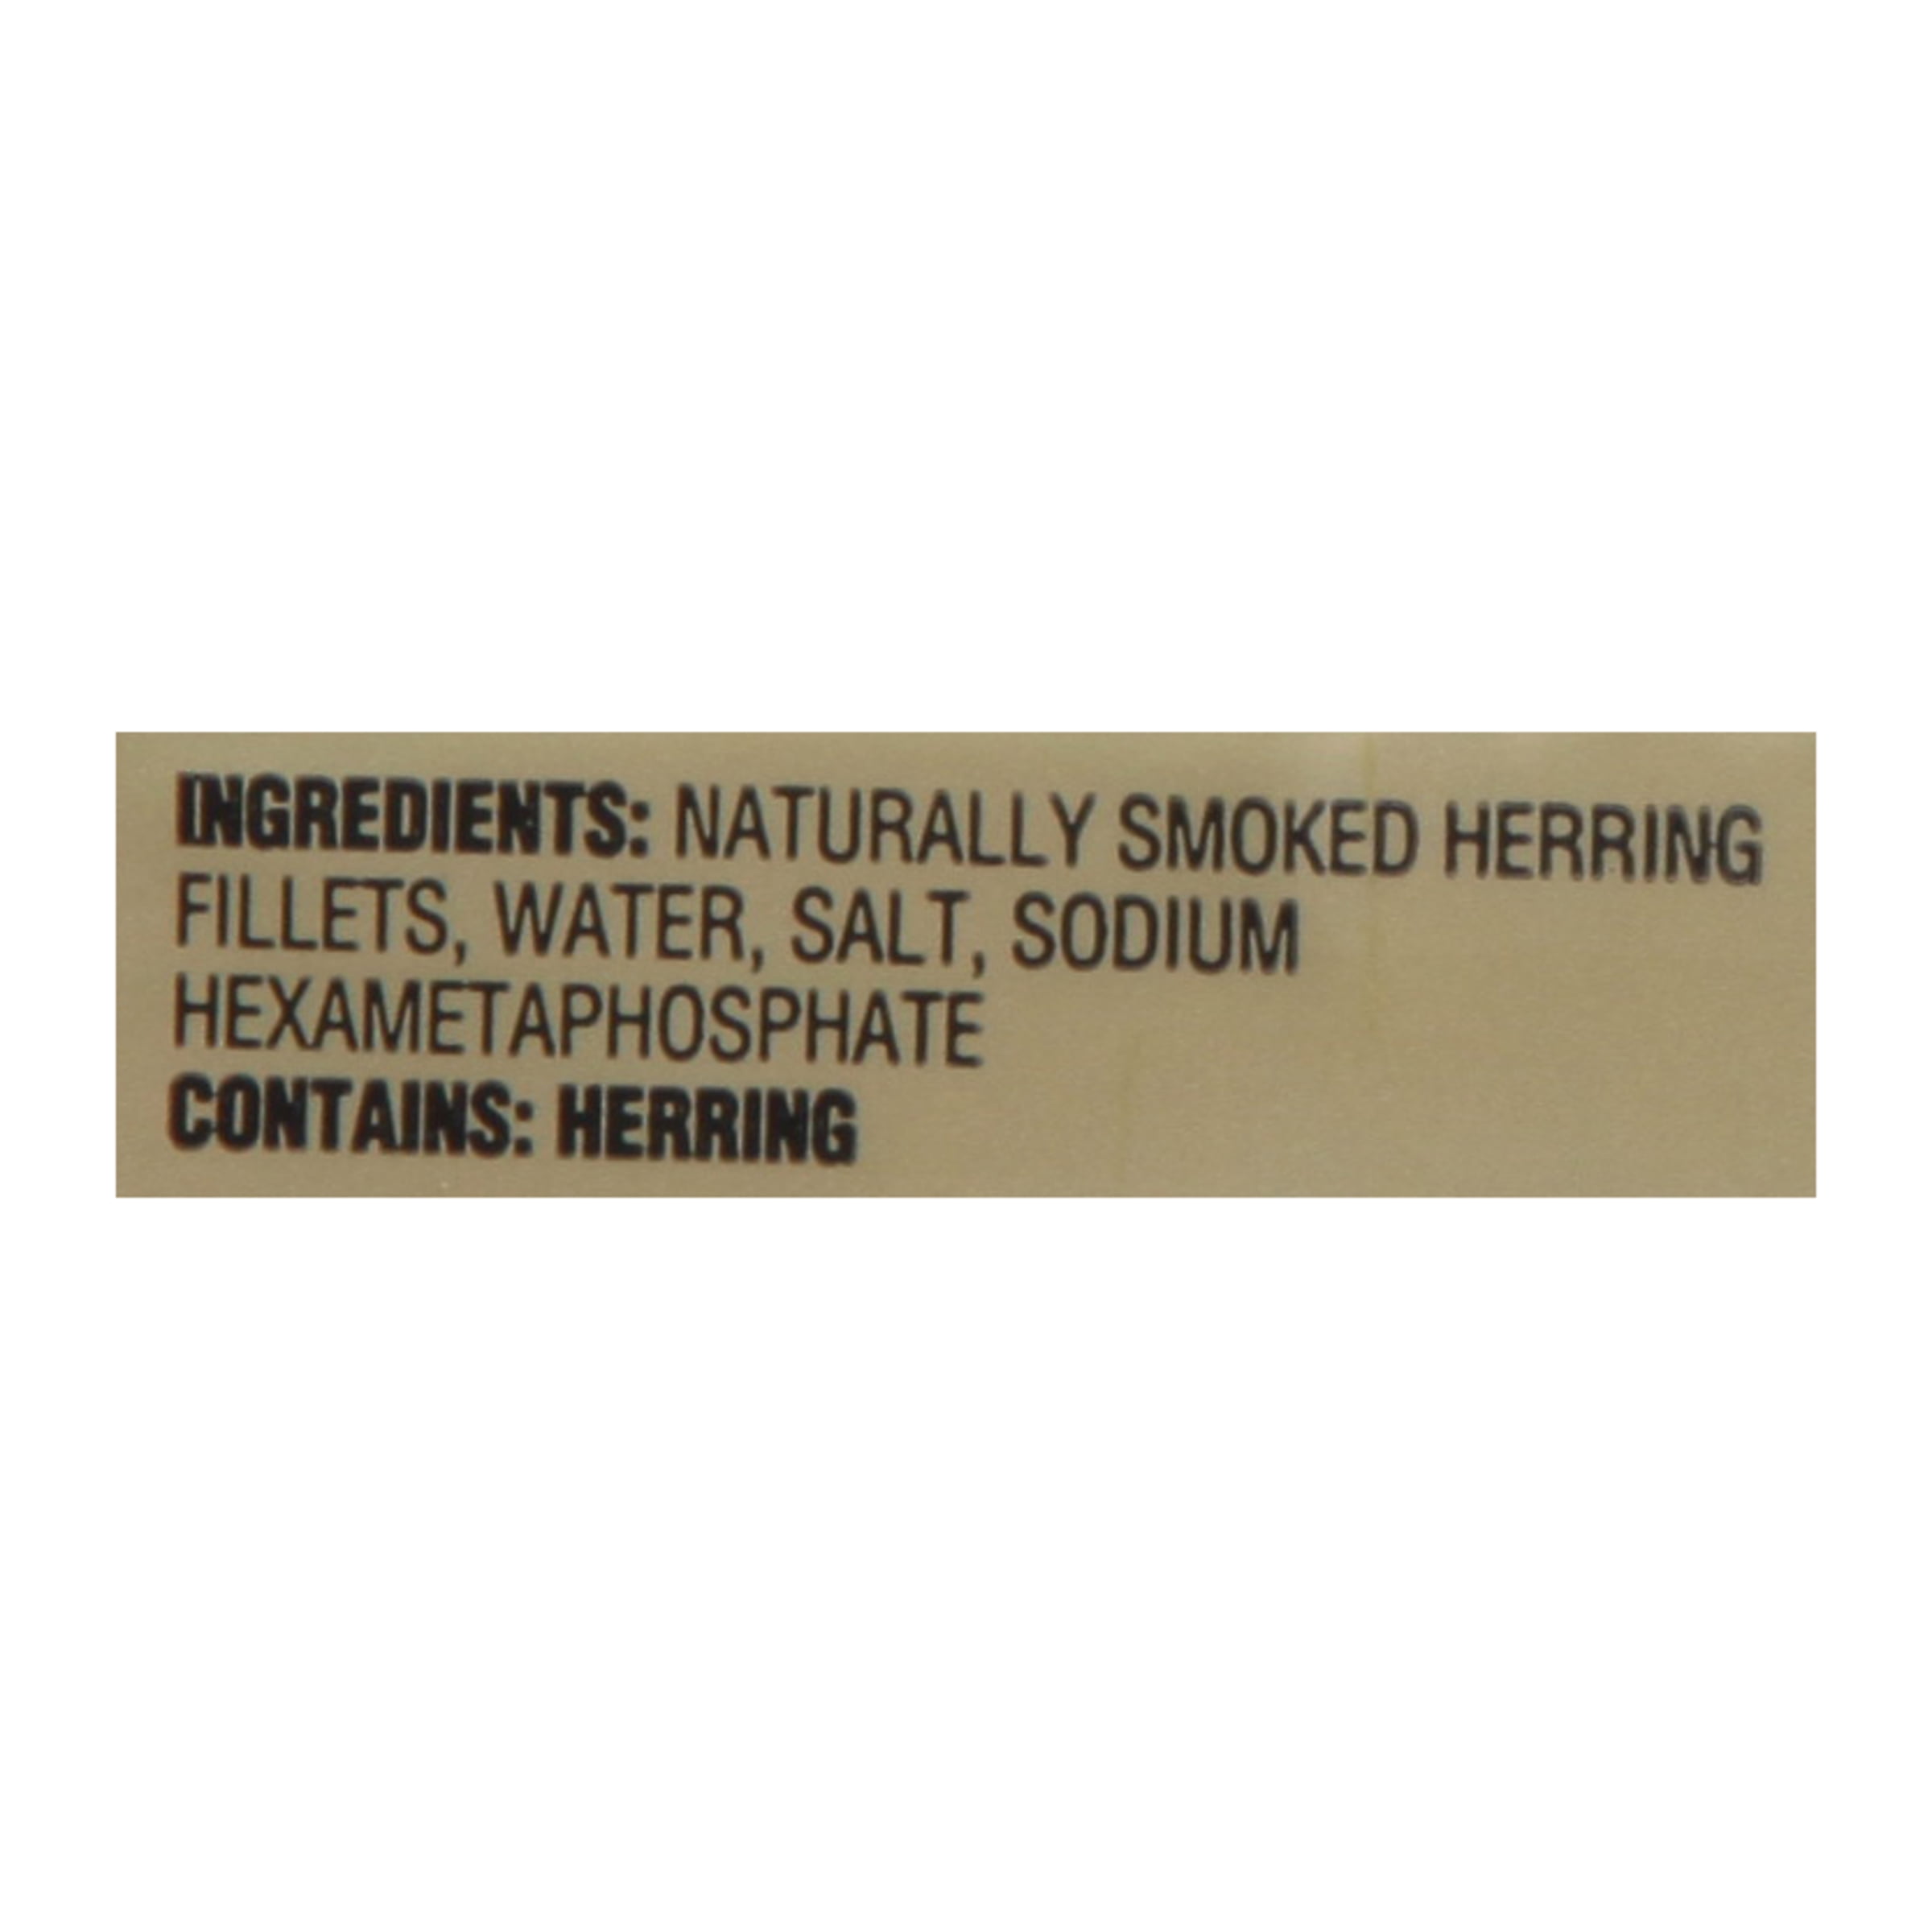 INGREDIENTS: NATURALLY SMOKED HERRING
FILLETS, WATER, SALT, SODIUM
HEXAMETAPHOSPHATE
CONTAINS: HERRING